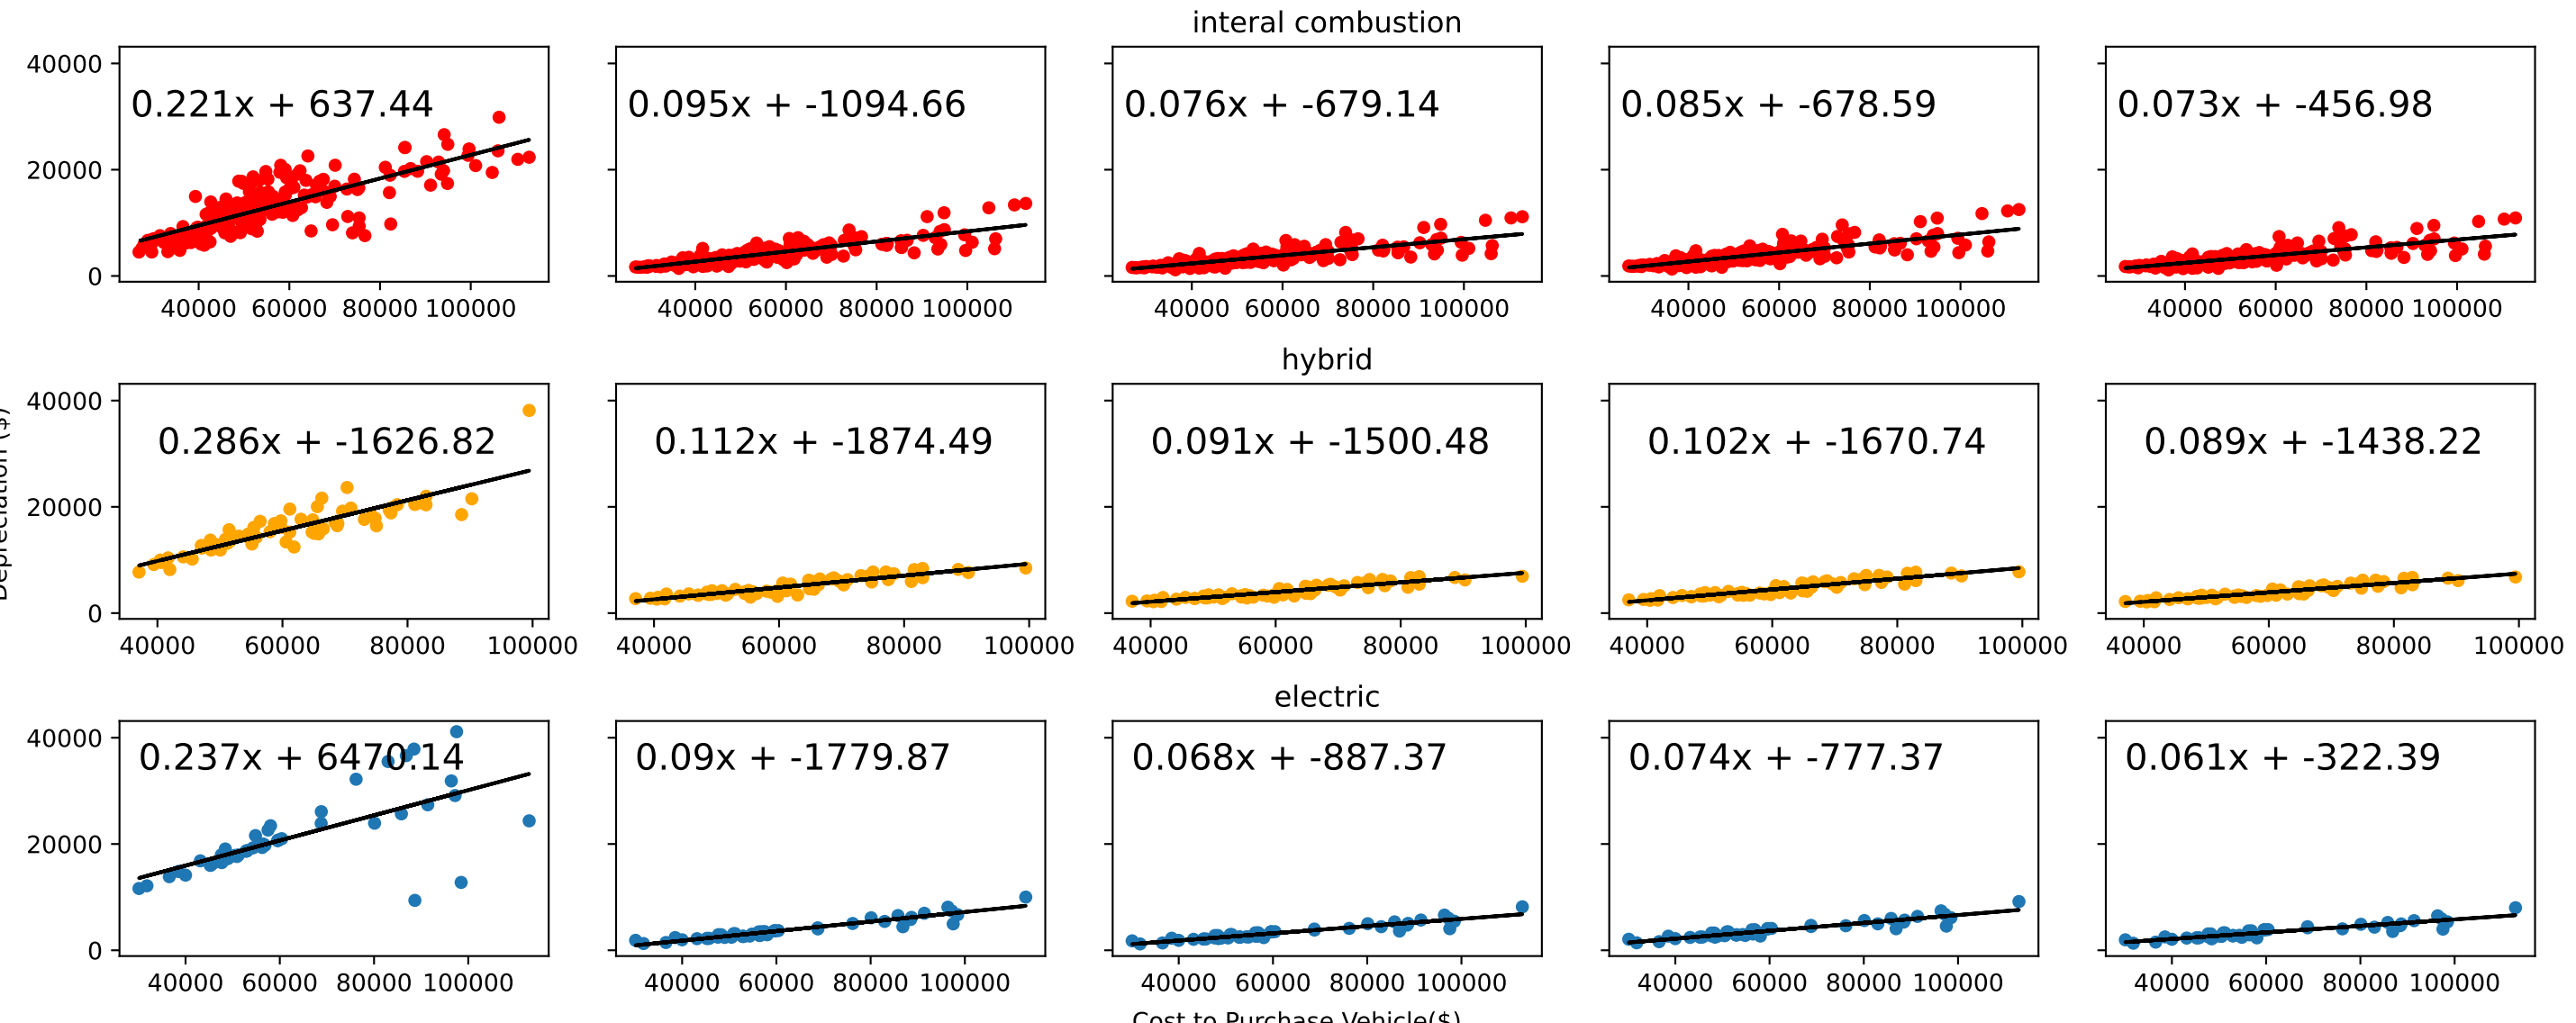 interal combustion
40000
20000
0
0.221x + 637.44
0.095x + -1094.66
0.076x + -679.14
0.085x + -678.59
0.073x + -456.98
40000 60000 80000 100000
40000 60000 80000 100000
40000 60000 80000 100000
40000 60000 80000 100000
40000 60000 80000 100000
hybrid
Depreciation ($)
40000
20000
0
0.286x + -1626.82
0.112x + -1874.49
0.091x + -1500.48
0.102x + -1670.74
0.089x + -1438.22
40000 60000 80000 100000
40000 60000 80000 100000
40000 60000 80000 100000
40000 60000 80000 100000
40000 60000 80000 100000
electric
40000
20000
0
0.237x + 6470.14
0.09x + -1779.87
0.068x + -887.37
0.074x + -777.37
0.061x + -322.39
40000 60000 80000 100000
40000 60000 80000 100000
40000 60000 80000 100000
40000 60000 80000 100000
40000 60000 80000 100000
Cost to Purchase Vehicle($)